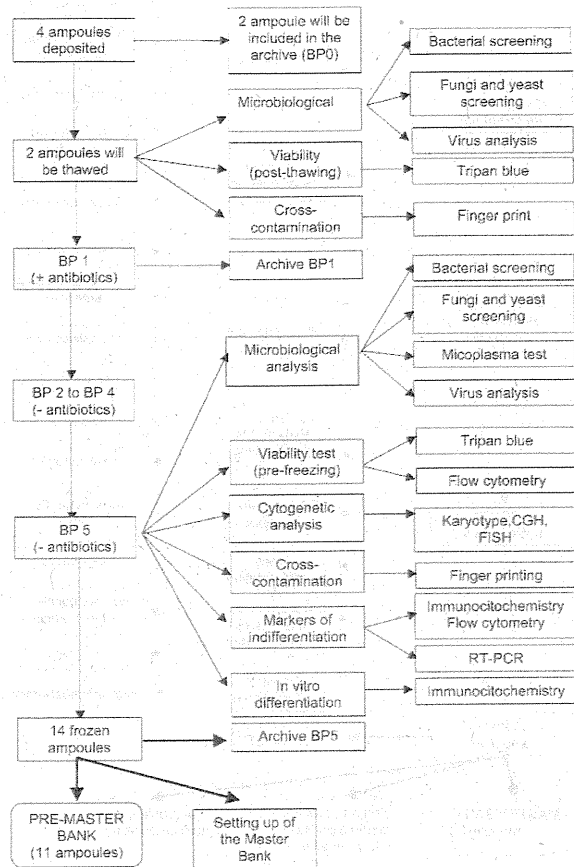 4 ampoules
deposited
2 ampoule will be
included in the
archive (BP0)
Bacterial screening
Microbiological
Fungi and yeast
screening
Virus analysis
2 ampoules will
be thawed
Viability
(post-thawing)
Tripan blue
Cross-
contamination
Finger print
BP 1
(+ antibiotics)
Archive BP1
Bacterial screening
Fungi and yeast
screening
Microbiological
analysis
Micoplasma test
Virus analysis
BP 2 to BP 4
(- antibiotics)
Viability test
(pre-freezing)
Tripan blue
Flow cytometry
BP 5
(- antibiotics)
Cytogenetic
analysis
Karyotype,CGH,
FISH
Cross-
contamination
Finger printing
Markers of
indifferentiation
Immunocitochemistry
Flow cytometry
RT-PCR
In vitro
differentiation
Immunocitochemistry
14 frozen
ampoules
Archive BP5
PRE-MASTER
BANK
(11 ampoules)
Setting up of
the Master
Bank